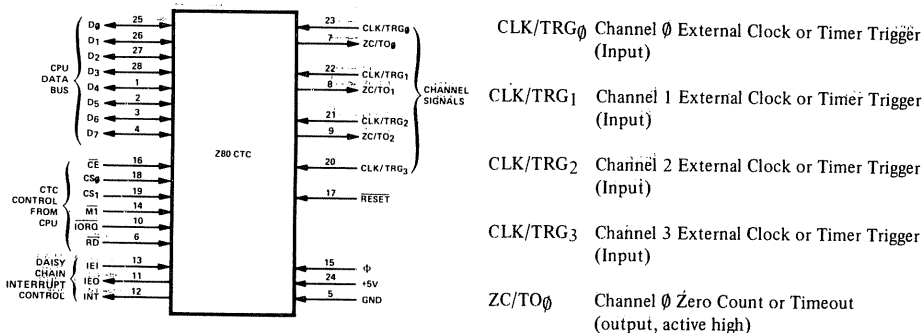 CPU
DATA
BUS
D0 25
D1 26
D2 27
D3 28
D4 1
D5 2
D6 3
D7 4
CTC
CONTROL
FROM
CPU
CE 16
CS0 18
CS1 19
M1 14
IORQ 10
RD 6
DAISY
CHAIN
INTERRUPT
CONTROL
IEI 13
IEO 11
INT 12
Z80 CTC
23 CLK/TRG0
7 ZC/TO0
22 CLK/TRG1
8 ZC/TO1
21 CLK/TRG2
9 ZC/TO2
20 CLK/TRG3
CHANNEL
SIGNALS
17 RESET
15 Φ
24 +5V
5 GND
CLK/TRGØ Channel Ø External Clock or Timer Trigger
(Input)
CLK/TRG1 Channel 1 External Clock or Timer Trigger
(Input)
CLK/TRG2 Channel 2 External Clock or Timer Trigger
(Input)
CLK/TRG3 Channel 3 External Clock or Timer Trigger
(Input)
ZC/TOØ Channel Ø Zero Count or Timeout
(output, active high)